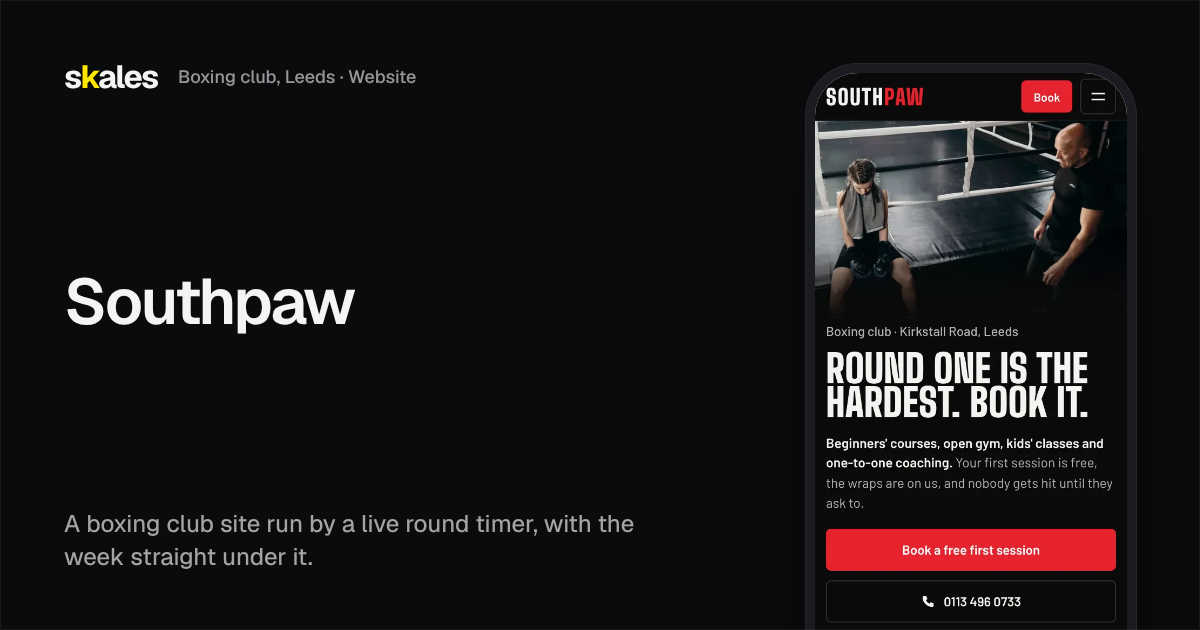 skales
Boxing club, Leeds · Website
Southpaw
A boxing club site run by a live round timer, with the
week straight under it.
SOUTHPAW
Book
Boxing club · Kirkstall Road, Leeds
ROUND ONE IS THE
HARDEST. BOOK IT.
Beginners' courses, open gym, kids' classes and
one-to-one coaching. Your first session is free,
the wraps are on us, and nobody gets hit until they
ask to.
Book a free first session
0113 496 0733